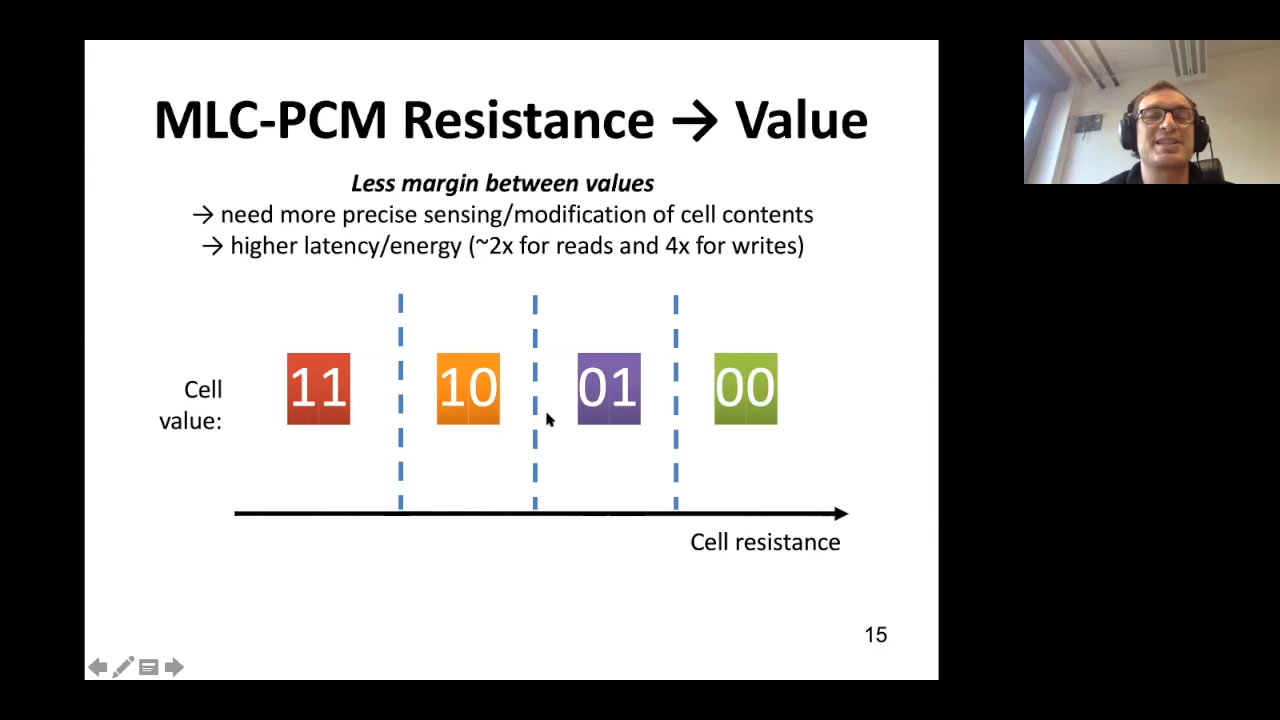 MLC-PCM Resistance → Value
Less margin between values
→ need more precise sensing/modification of cell contents
→ higher latency/energy (~2x for reads and 4x for writes)
Cell value:
11
10
01
00
Cell resistance
15